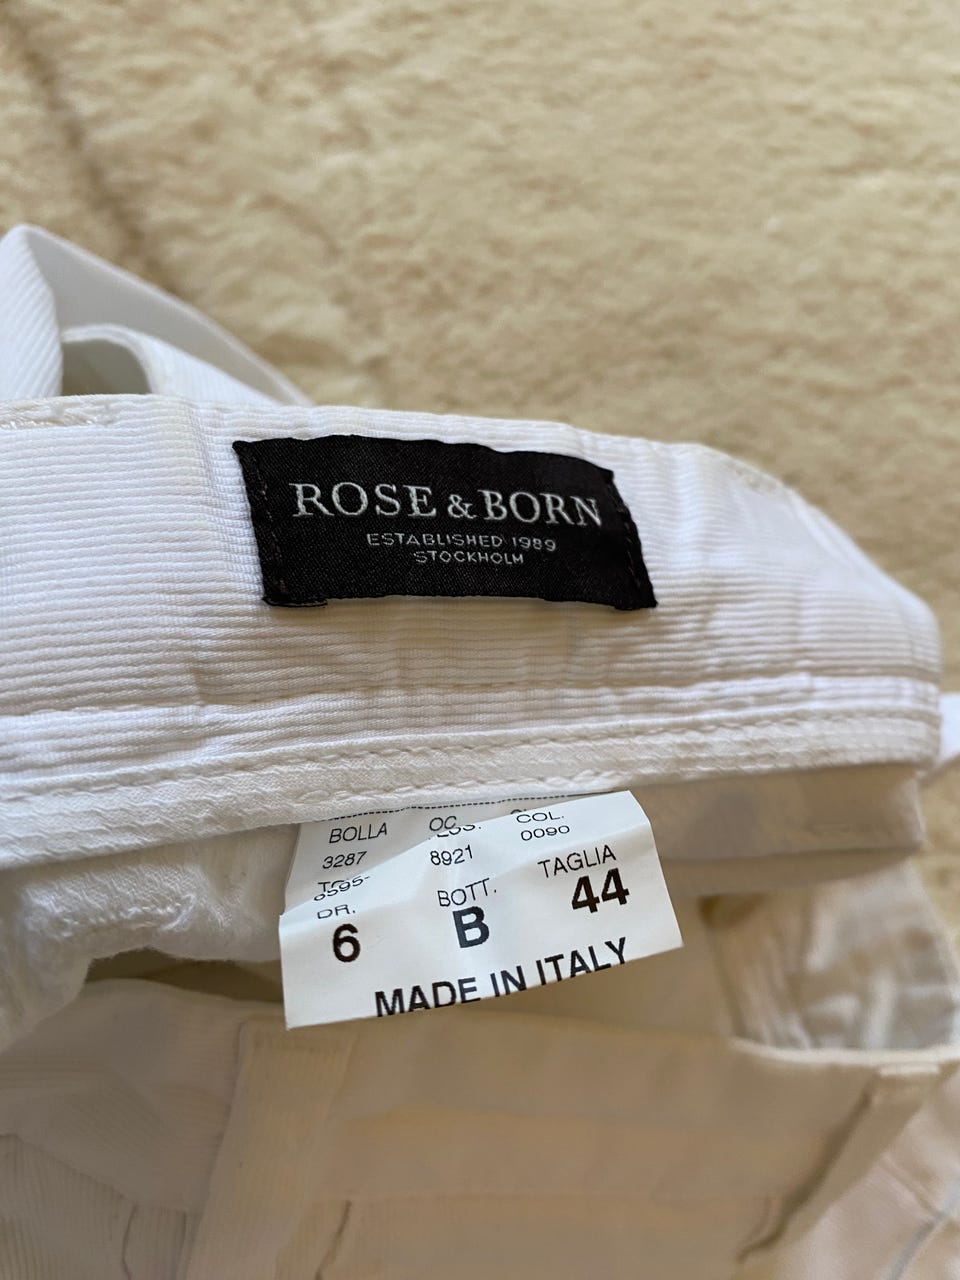 ROSE & BORN
ESTABLISHED 1989
STOCKHOLM
BOLLA OC COL.
3287 8921 0090
DR. BOTT. TAGLIA
6 B 44
MADE IN ITALY